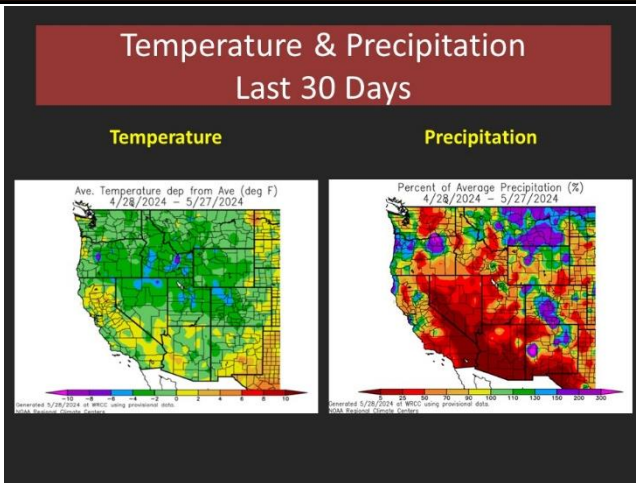 Temperature & Precipitation
Last 30 Days
Temperature
Precipitation
Ave. Temperature dep from Ave (deg F)
4/28/2024 – 5/27/2024
-10 -8 -6 -4 -2 0 2 4 6 8 10
Generated 5/28/2024 at WRCC using provisional data.
NOAA Regional Climate Centers
Percent of Average Precipitation (%)
4/28/2024 – 5/27/2024
5 25 50 70 90 100 110 130 150 200 300
Generated 5/28/2024 at WRCC using provisional data.
NOAA Regional Climate Centers